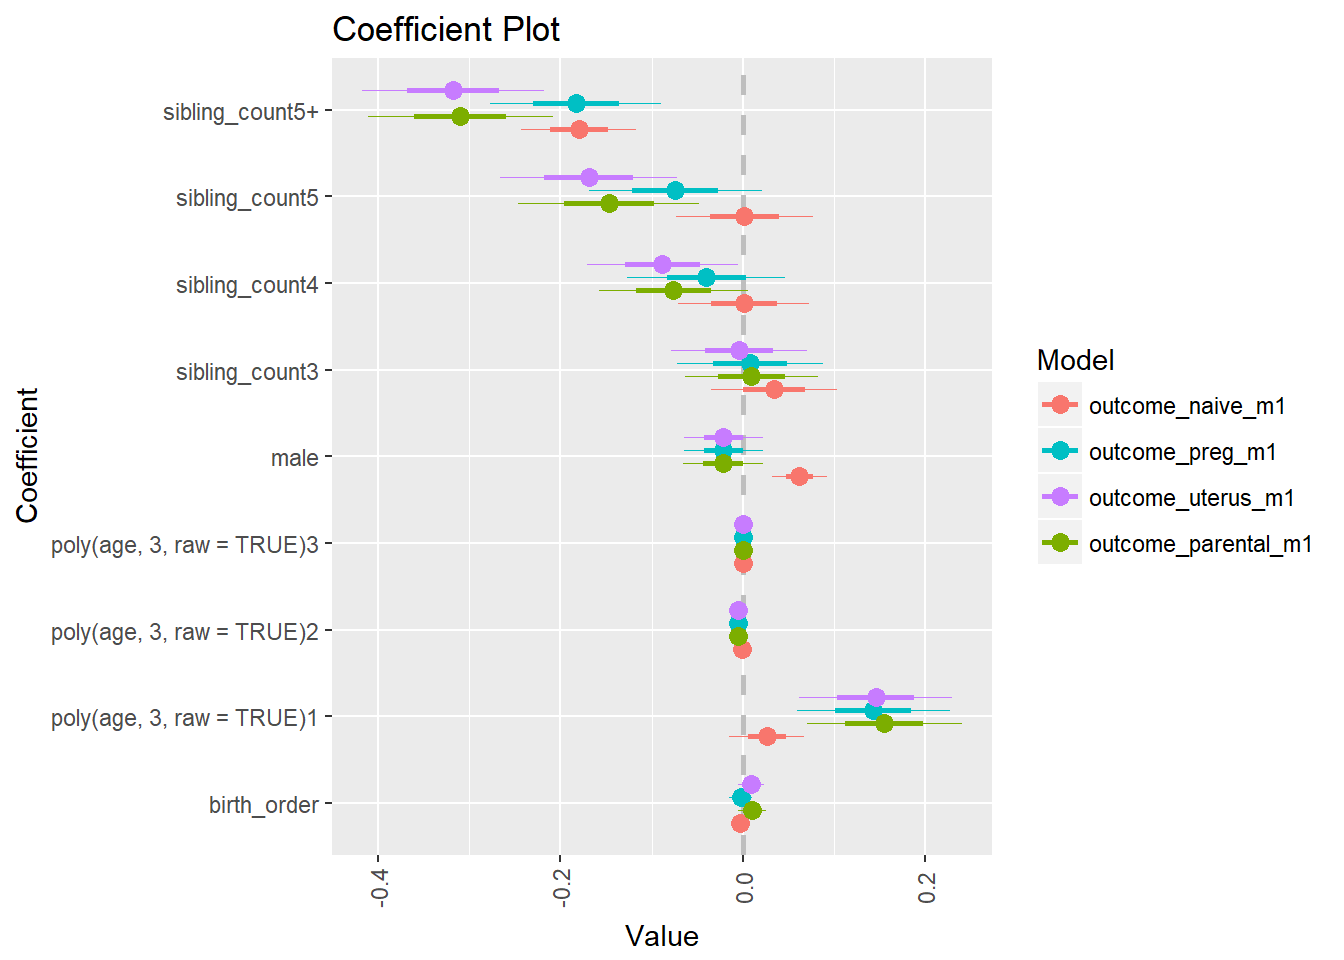 Coefficient Plot
Coefficient
sibling_count5+
sibling_count5
sibling_count4
sibling_count3
male
poly(age, 3, raw = TRUE)3
poly(age, 3, raw = TRUE)2
poly(age, 3, raw = TRUE)1
birth_order
-0.4
-0.2
0.0
0.2
Value
Model
outcome_naive_m1
outcome_preg_m1
outcome_uterus_m1
outcome_parental_m1